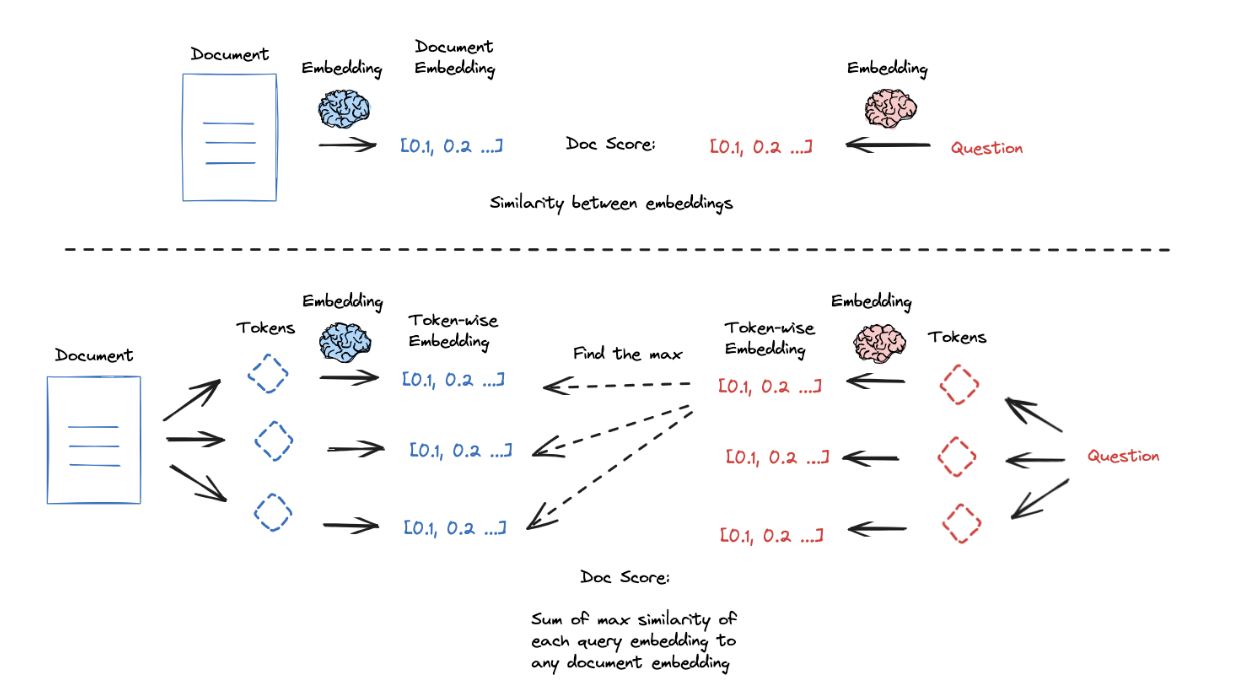 Document
Embedding
Document
Embedding
[0.1, 0.2 ...]
Doc Score:
Embedding
[0.1, 0.2 ...]
Question
Similarity between embeddings
Document
Tokens
Embedding
Token-wise
Embedding
[0.1, 0.2 ...]
[0.1, 0.2 ...]
[0.1, 0.2 ...]
Find the max
Token-wise
Embedding
[0.1, 0.2 ...]
[0.1, 0.2 ...]
[0.1, 0.2 ...]
Embedding
Tokens
Question
Doc Score:
Sum of max similarity of
each query embedding to
any document embedding